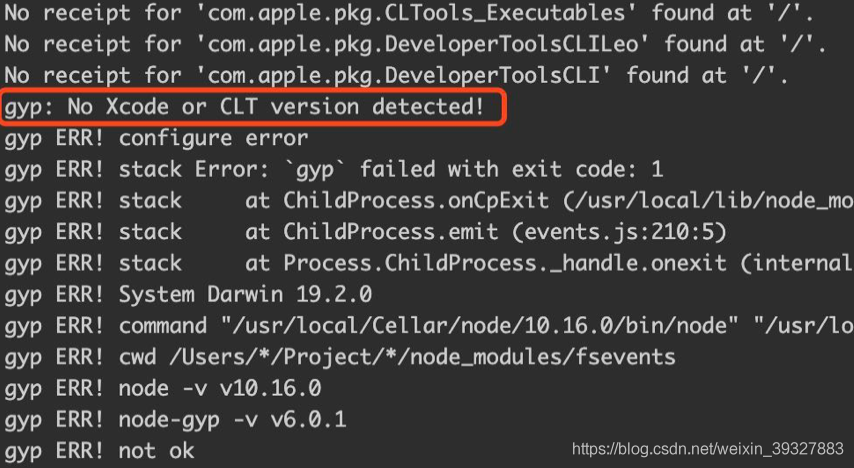 No receipt for 'com.apple.pkg.CLTools_Executables' found at '/'.
No receipt for 'com.apple.pkg.DeveloperToolsCLILeo' found at '/'.
No receipt for 'com.apple.pkg.DeveloperToolsCLI' found at '/'.
gyp: No Xcode or CLT version detected!
gyp ERR! configure error
gyp ERR! stack Error: `gyp` failed with exit code: 1
gyp ERR! stack     at ChildProcess.onCpExit (/usr/local/lib/node_mo
gyp ERR! stack     at ChildProcess.emit (events.js:210:5)
gyp ERR! stack     at Process.ChildProcess._handle.onexit (internal
gyp ERR! System Darwin 19.2.0
gyp ERR! command "/usr/local/Cellar/node/10.16.0/bin/node" "/usr/lo
gyp ERR! cwd /Users/*/Project/*/node_modules/fsevents
gyp ERR! node -v v10.16.0
gyp ERR! node-gyp -v v6.0.1
gyp ERR! not ok
https://blog.csdn.net/weixin_39327883